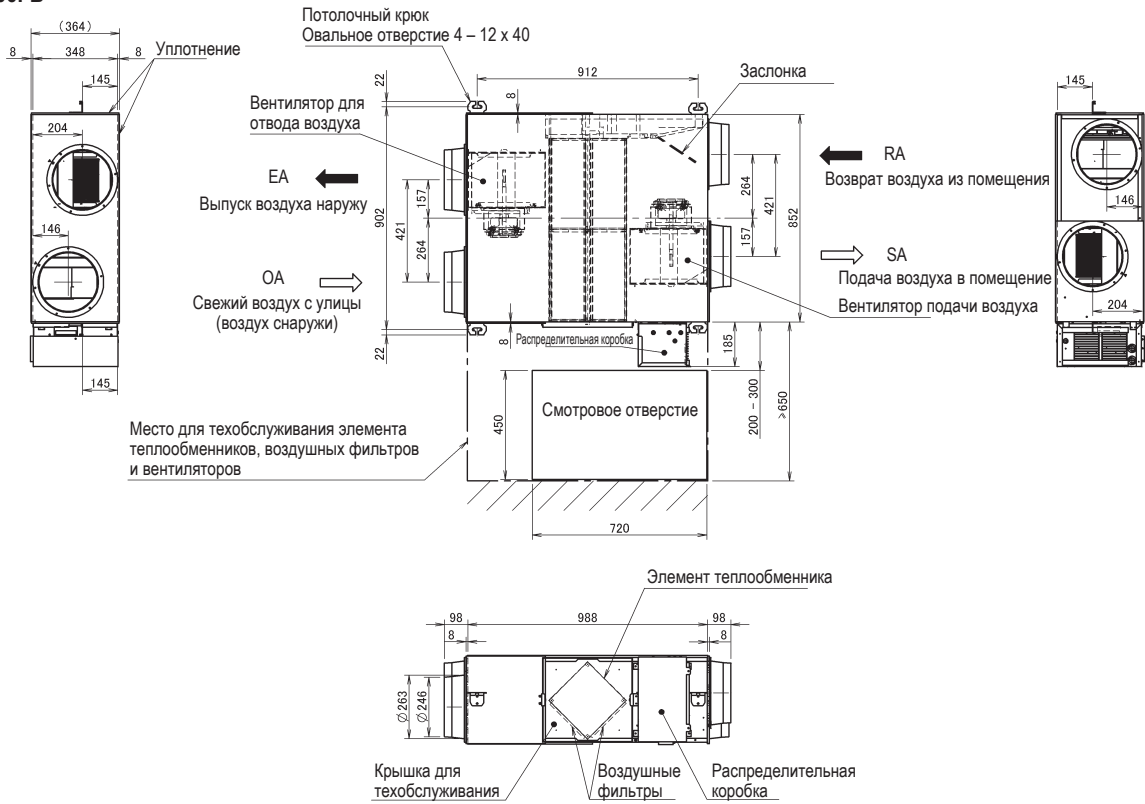 (364)
8
348
8
Уплотнение
145
204
146
145
Потолочный крюк
Овальное отверстие 4 – 12 x 40
22
912
8
Заслонка
Вентилятор для
отвода воздуха
EA
Выпуск воздуха наружу
OA
Свежий воздух с улицы
(воздух снаружи)
902
421
157
264
22
8
264
421
157
852
RA
Возврат воздуха из помещения
SA
Подача воздуха в помещение
Вентилятор подачи воздуха
145
146
204
Распределительная коробка
185
200 – 300
≥650
450
Смотровое отверстие
720
Место для техобслуживания элемента
теплообменников, воздушных фильтров
и вентиляторов
Элемент теплообменника
98
988
98
8
8
∅263
∅246
Крышка для
техобслуживания
Воздушные
фильтры
Распределительная
коробка